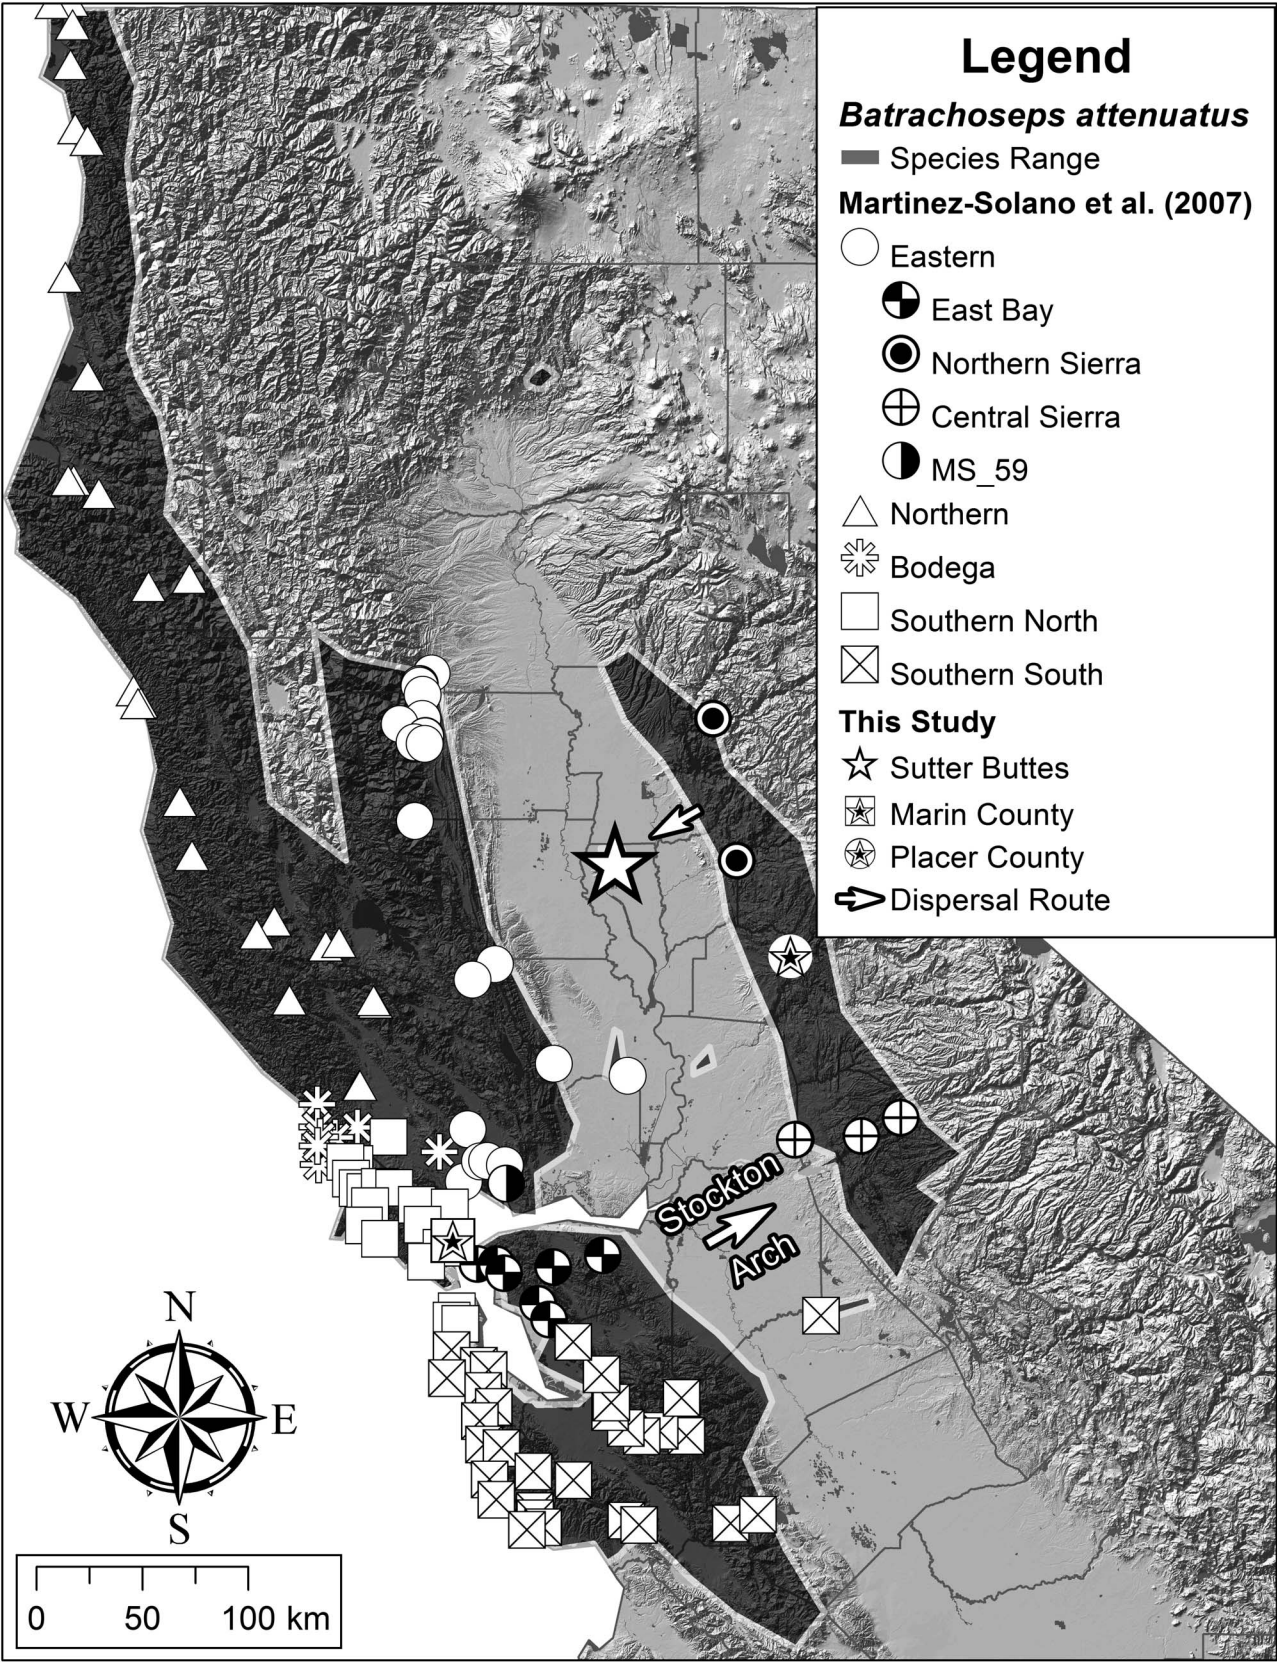 Legend
Batrachoseps attenuatus
Species Range
Martinez-Solano et al. (2007)
Eastern
East Bay
Northern Sierra
Central Sierra
MS_59
Northern
Bodega
Southern North
Southern South
This Study
Sutter Buttes
Marin County
Placer County
Dispersal Route
Stockton
Arch
N
W E
S
0 50 100 km